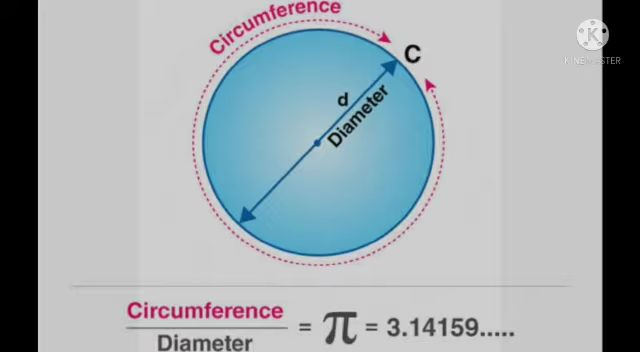 Circumference
C
d
Diameter
KINEMASTER
Circumference
Diameter
= π = 3.14159.....